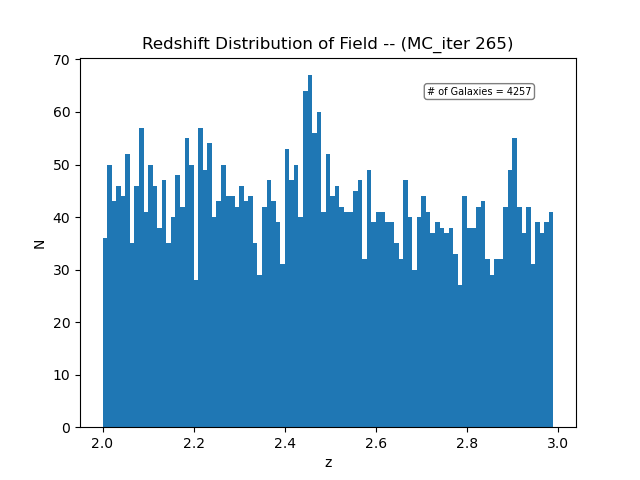 Redshift Distribution of Field -- (MC_iter 265)
# of Galaxies = 4257
70
60
50
40
30
20
10
0
N
2.0 2.2 2.4 2.6 2.8 3.0
z